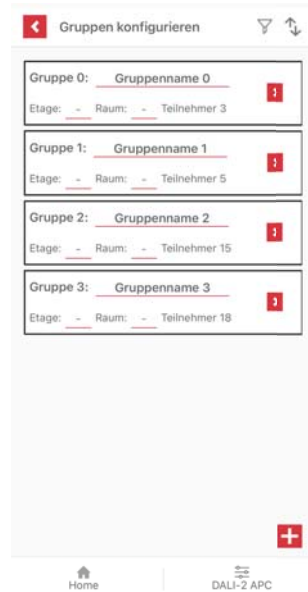 Gruppen konfigurieren
Gruppe 0: Gruppenname 0
Etage: - Raum: - Teilnehmer 3
Gruppe 1: Gruppenname 1
Etage: - Raum: - Teilnehmer 5
Gruppe 2: Gruppenname 2
Etage: - Raum: - Teilnehmer 15
Gruppe 3: Gruppenname 3
Etage: - Raum: - Teilnehmer 18
Home DALI-2 APC